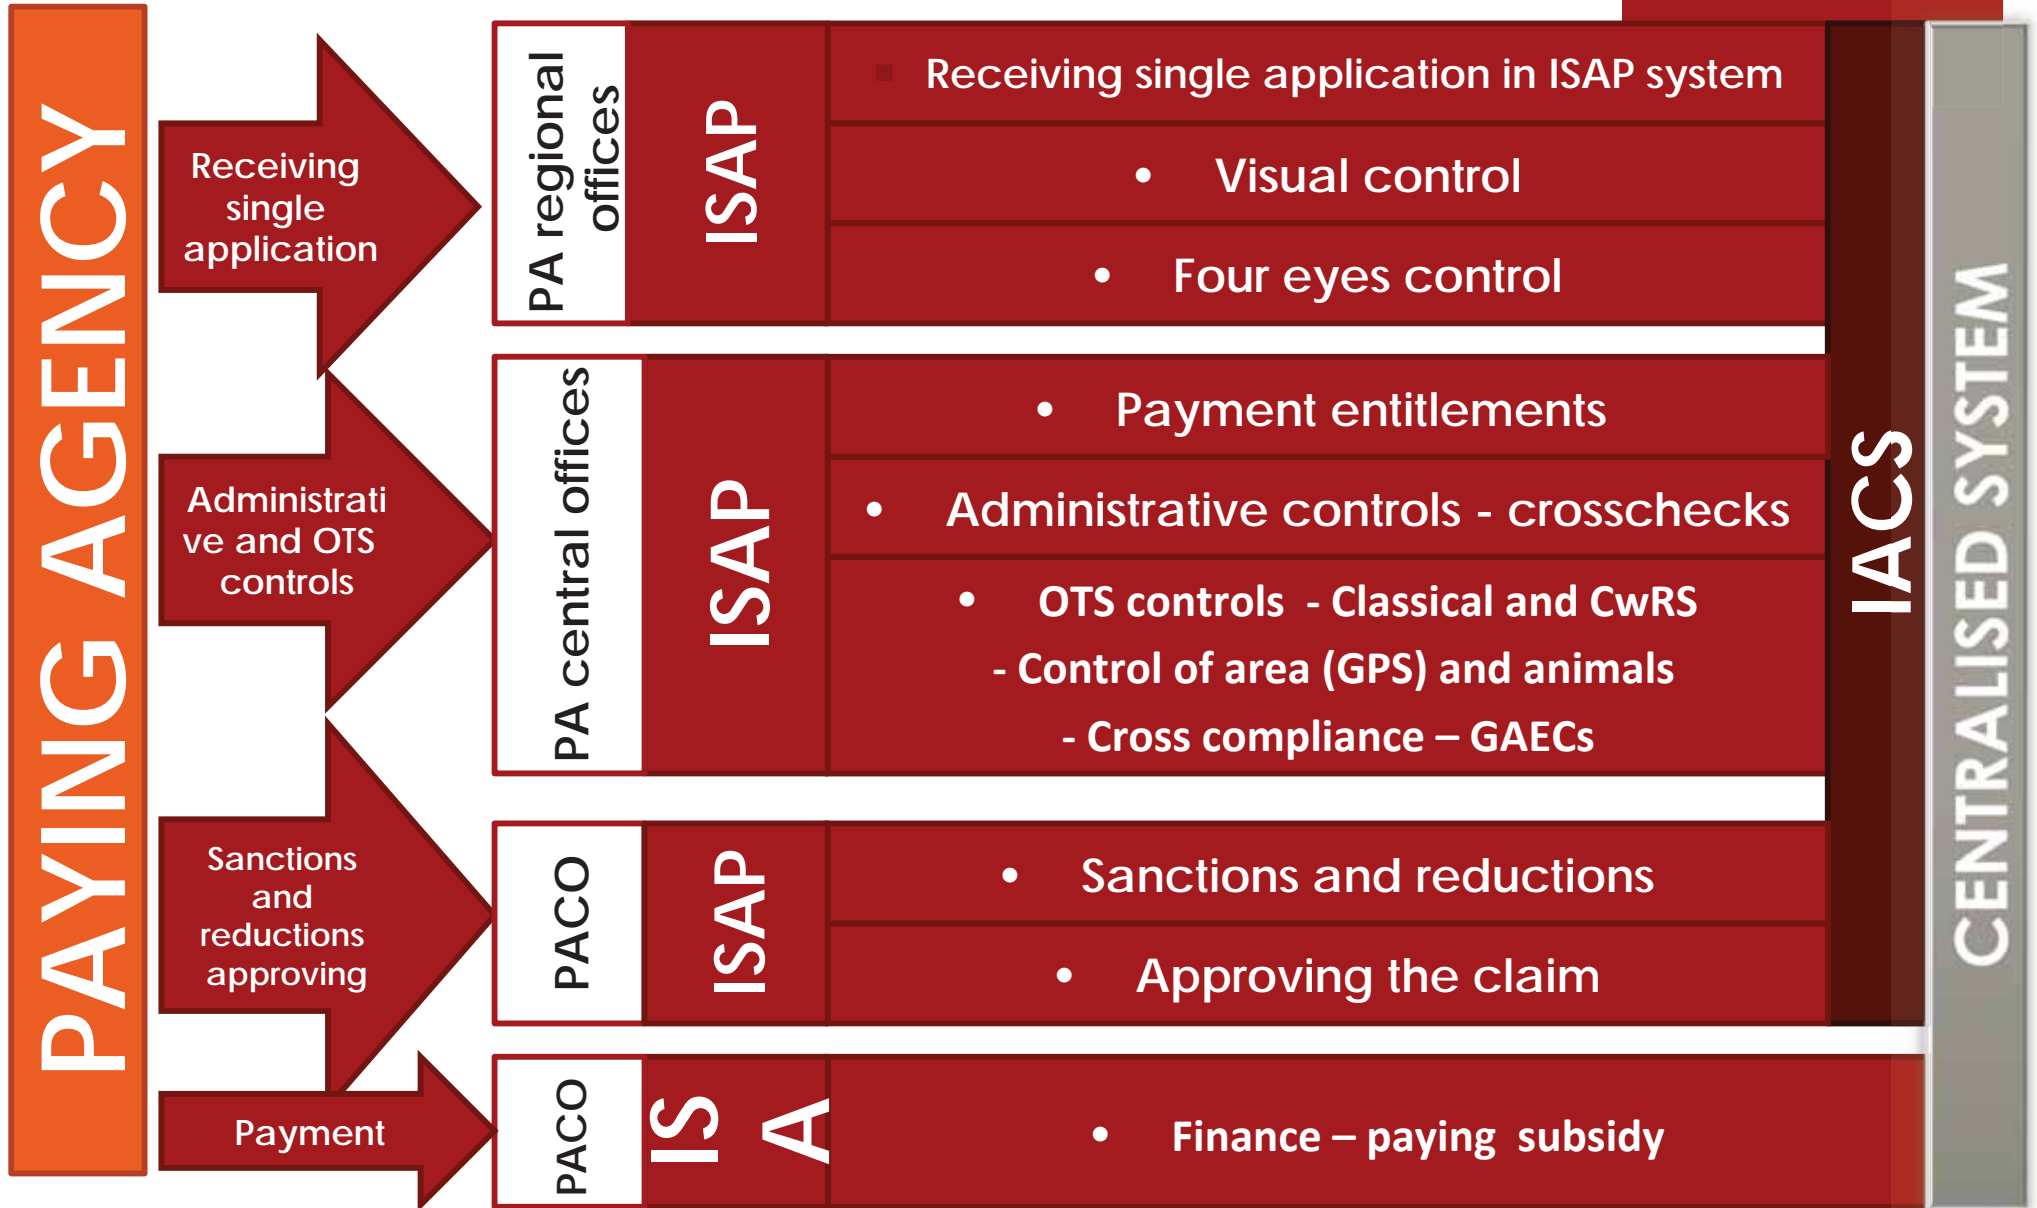 PAYING AGENCY
Receiving
single
application
PA regional
offices
ISAP
Receiving single application in ISAP system
• Visual control
• Four eyes control
Administrati
ve and OTS
controls
PA central offices
ISAP
• Payment entitlements
• Administrative controls - crosschecks
• OTS controls - Classical and CwRS
- Control of area (GPS) and animals
- Cross compliance – GAECs
Sanctions
and
reductions
approving
PACO
ISAP
• Sanctions and reductions
• Approving the claim
Payment
PACO
IS
A
• Finance – paying subsidy
IACS
CENTRALISED SYSTEM